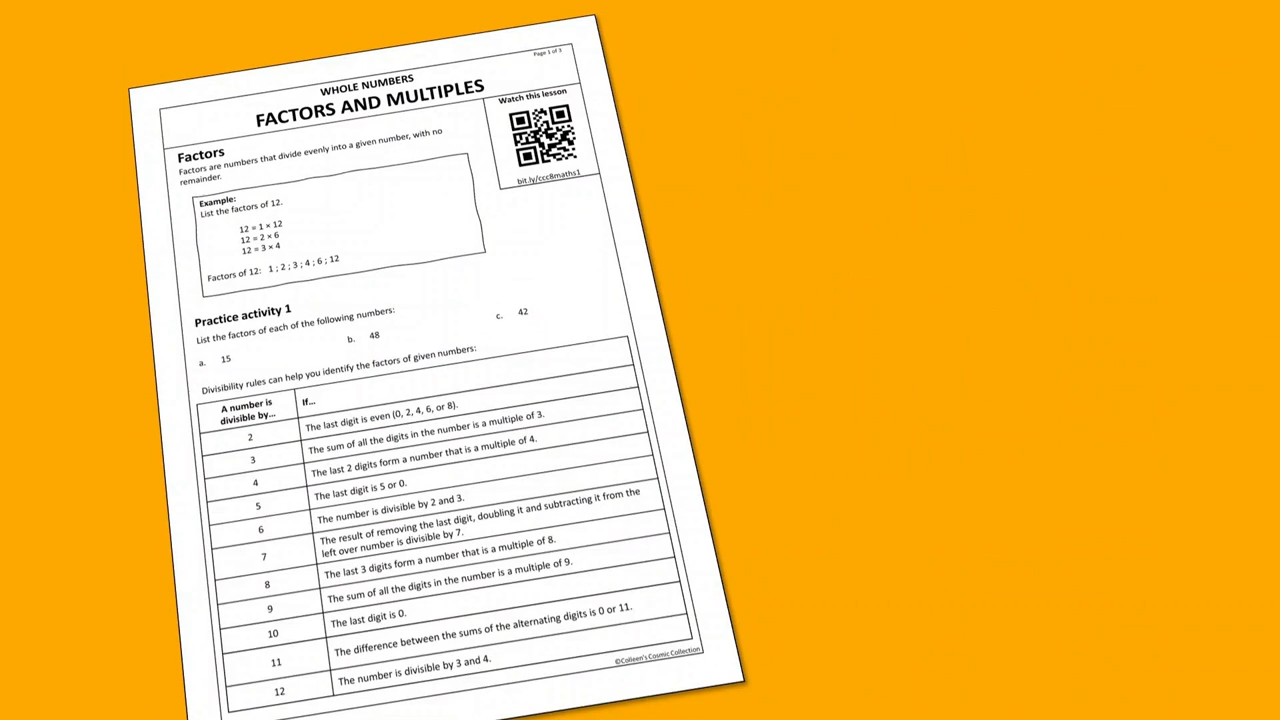 Page 1 of 3
WHOLE NUMBERS
FACTORS AND MULTIPLES
Watch this lesson
bit.ly/ccc8maths1
Factors
Factors are numbers that divide evenly into a given number, with no
remainder.
Example:
List the factors of 12.
12 = 1 × 12
12 = 2 × 6
12 = 3 × 4
Factors of 12: 1 ; 2 ; 3 ; 4 ; 6 ; 12
Practice activity 1
List the factors of each of the following numbers:
a. 15 b. 48 c. 42
Divisibility rules can help you identify the factors of given numbers:
A number is
divisible by... If...
2 The last digit is even (0, 2, 4, 6, or 8).
3 The sum of all the digits in the number is a multiple of 3.
4 The last 2 digits form a number that is a multiple of 4.
5 The last digit is 5 or 0.
6 The number is divisible by 2 and 3.
7 The result of removing the last digit, doubling it and subtracting it from the
left over number is divisible by 7.
8 The last 3 digits form a number that is a multiple of 8.
9 The sum of all the digits in the number is a multiple of 9.
10 The last digit is 0.
11 The difference between the sums of the alternating digits is 0 or 11.
12 The number is divisible by 3 and 4.
©Colleen's Cosmic Collection